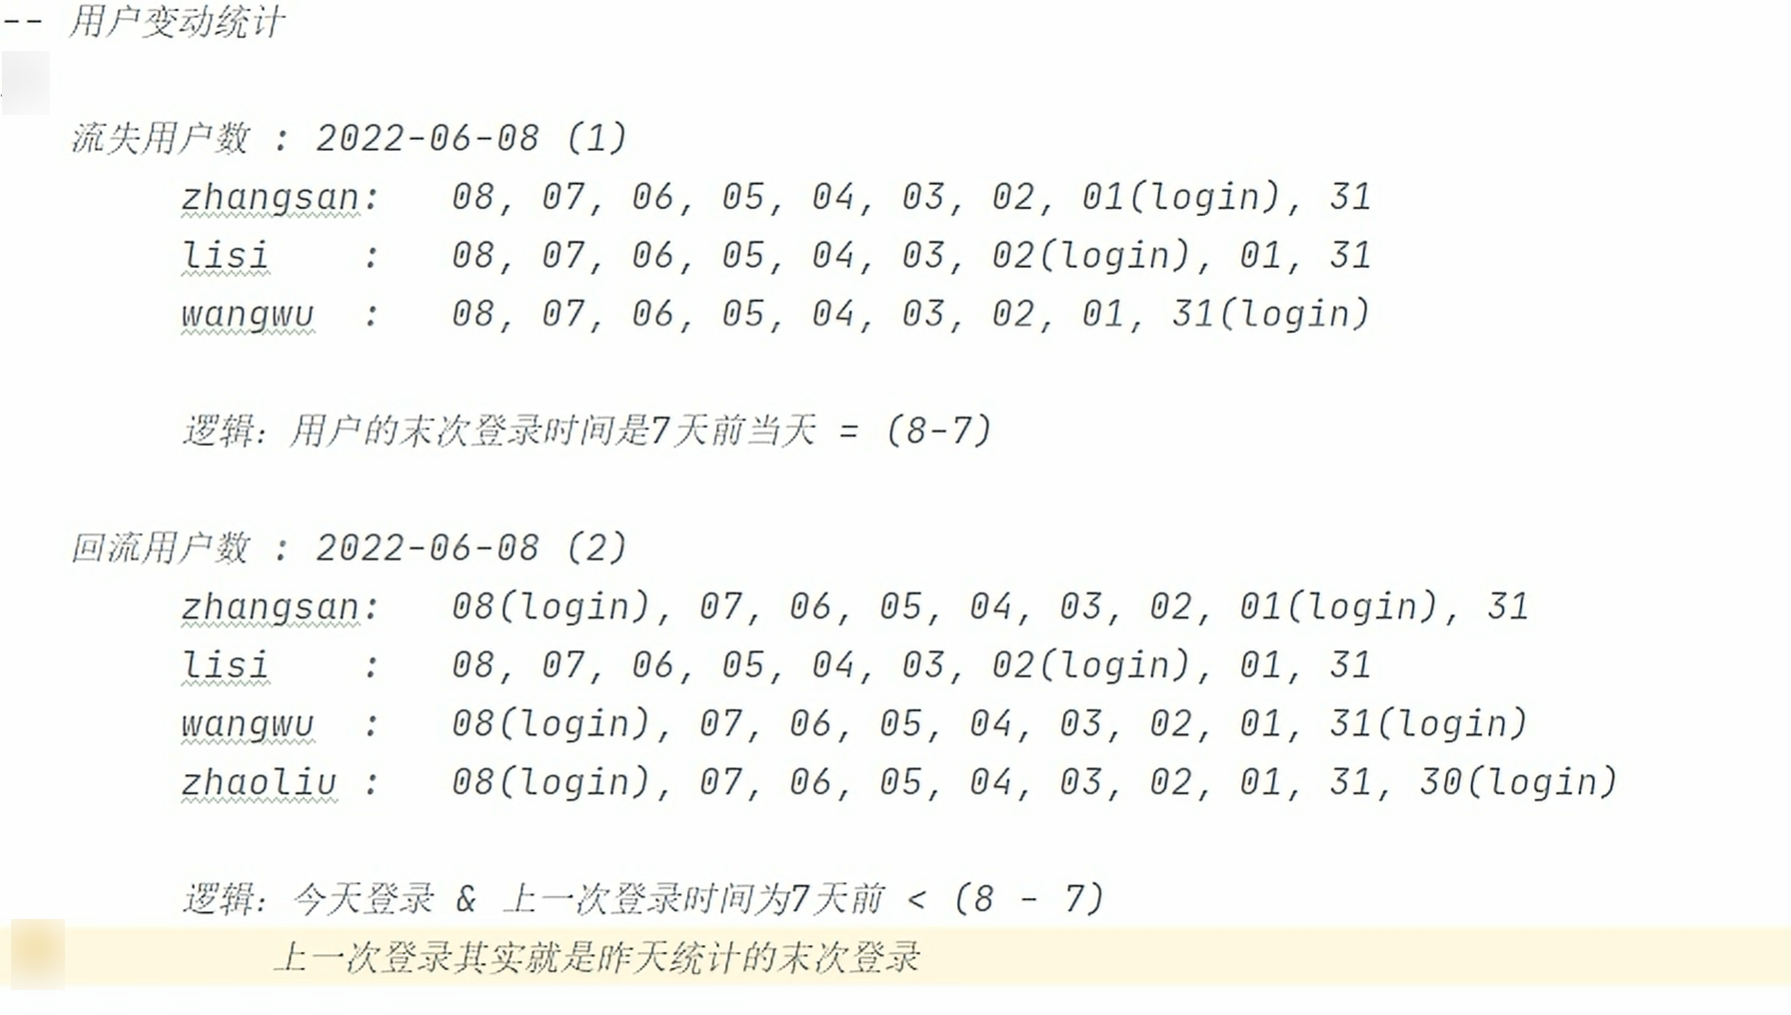 -- 用户变动统计
流失用户数 : 2022-06-08 (1)
zhangsan: 08, 07, 06, 05, 04, 03, 02, 01(login), 31
lisi : 08, 07, 06, 05, 04, 03, 02(login), 01, 31
wangwu : 08, 07, 06, 05, 04, 03, 02, 01, 31(login)
逻辑: 用户的末次登录时间是7天前当天 = (8-7)
回流用户数 : 2022-06-08 (2)
zhangsan: 08(login), 07, 06, 05, 04, 03, 02, 01(login), 31
lisi : 08, 07, 06, 05, 04, 03, 02(login), 01, 31
wangwu : 08(login), 07, 06, 05, 04, 03, 02, 01, 31(login)
zhaoliu : 08(login), 07, 06, 05, 04, 03, 02, 01, 31, 30(login)
逻辑: 今天登录 & 上一次登录时间为7天前 < (8 - 7)
上一次登录其实就是昨天统计的末次登录